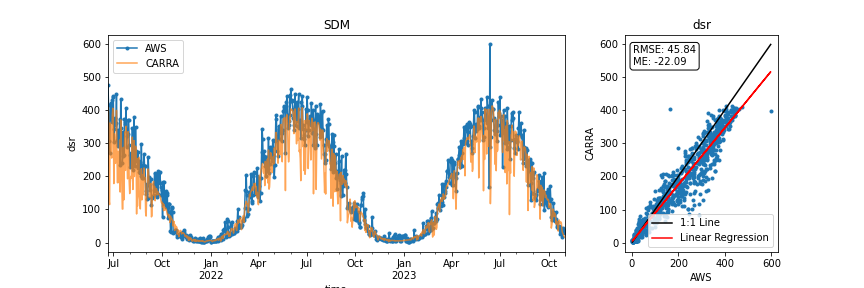 SDM
dsr
600
500
400
300
200
100
0
dsr
AWS
CARRA
Jul
Oct
Jan
2022
Apr
Jul
Oct
Jan
2023
Apr
Jul
Oct
time
dsr
600
500
400
300
200
100
0
CARRA
RMSE: 45.84
ME: -22.09
1:1 Line
Linear Regression
0
200
400
600
AWS